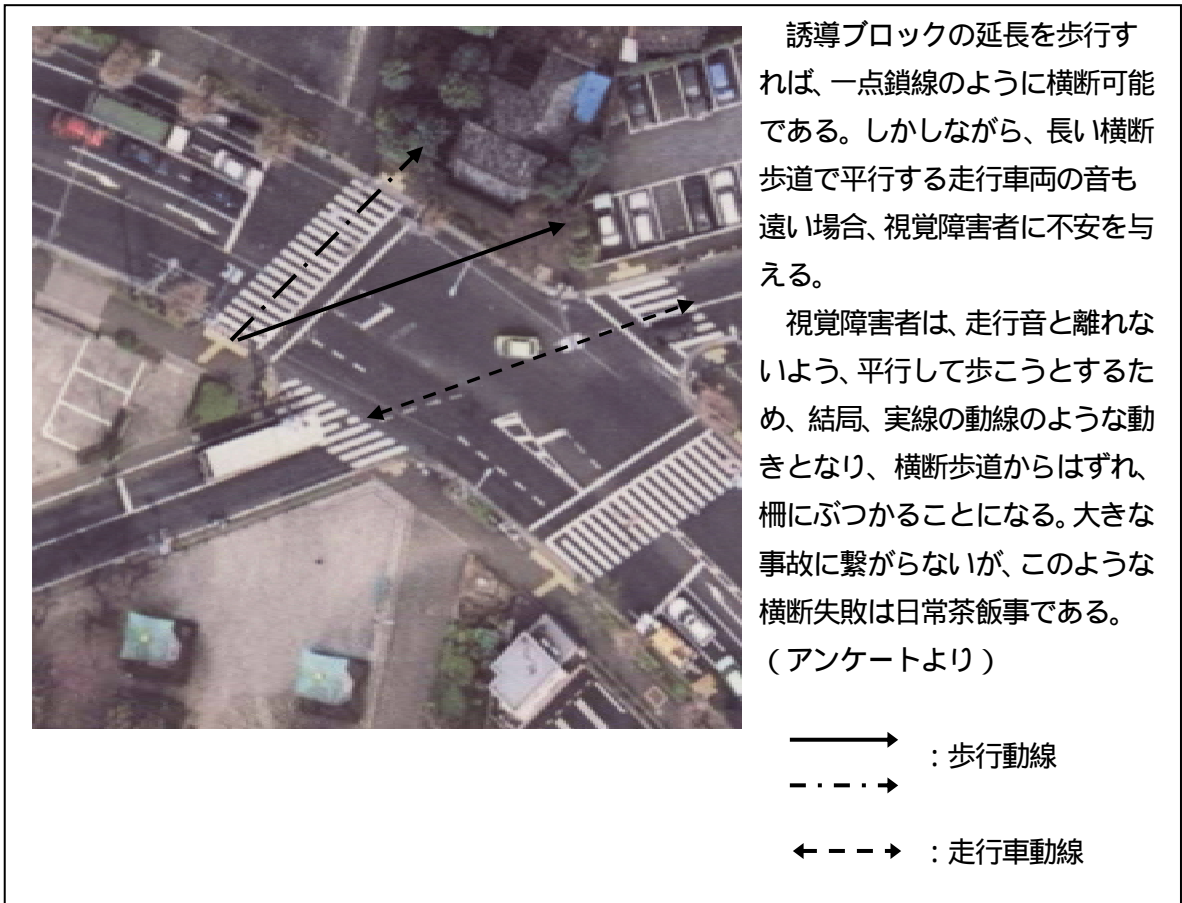 誘導ブロックの延長を歩行す
れば、一点鎖線のように横断可能
である。しかしながら、長い横断
歩道で平行する走行車両の音も
遠い場合、視覚障害者に不安を与
える。
視覚障害者は、走行音と離れな
いよう、平行して歩こうとするた
め、結局、実線の動線のような動
きとなり、横断歩道からはずれ、
柵にぶつかることになる。大きな
事故に繋がらないが、このような
横断失敗は日常茶飯事である。
（アンケートより）
：歩行動線
：走行車動線